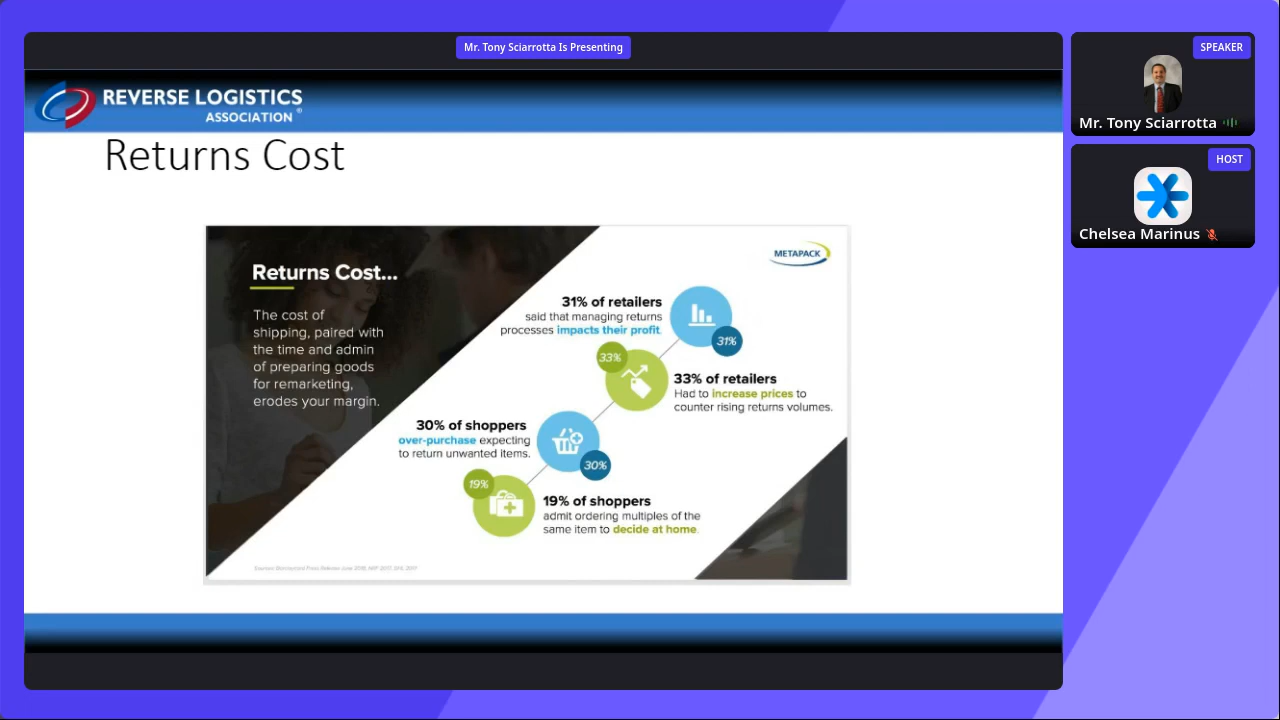 Mr. Tony Sciarrotta Is Presenting
REVERSE LOGISTICS
ASSOCIATION®
Returns Cost
METAPACK
Returns Cost...
The cost of
shipping, paired with
the time and admin
of preparing goods
for remarketing,
erodes your margin.
31% of retailers
said that managing returns
processes impacts their profit.
31%
33%
33% of retailers
Had to increase prices to
counter rising returns volumes.
30% of shoppers
over-purchase expecting
to return unwanted items.
30%
19%
19% of shoppers
admit ordering multiples of the
same item to decide at home.
SPEAKER
Mr. Tony Sciarrotta
HOST
Chelsea Marinus